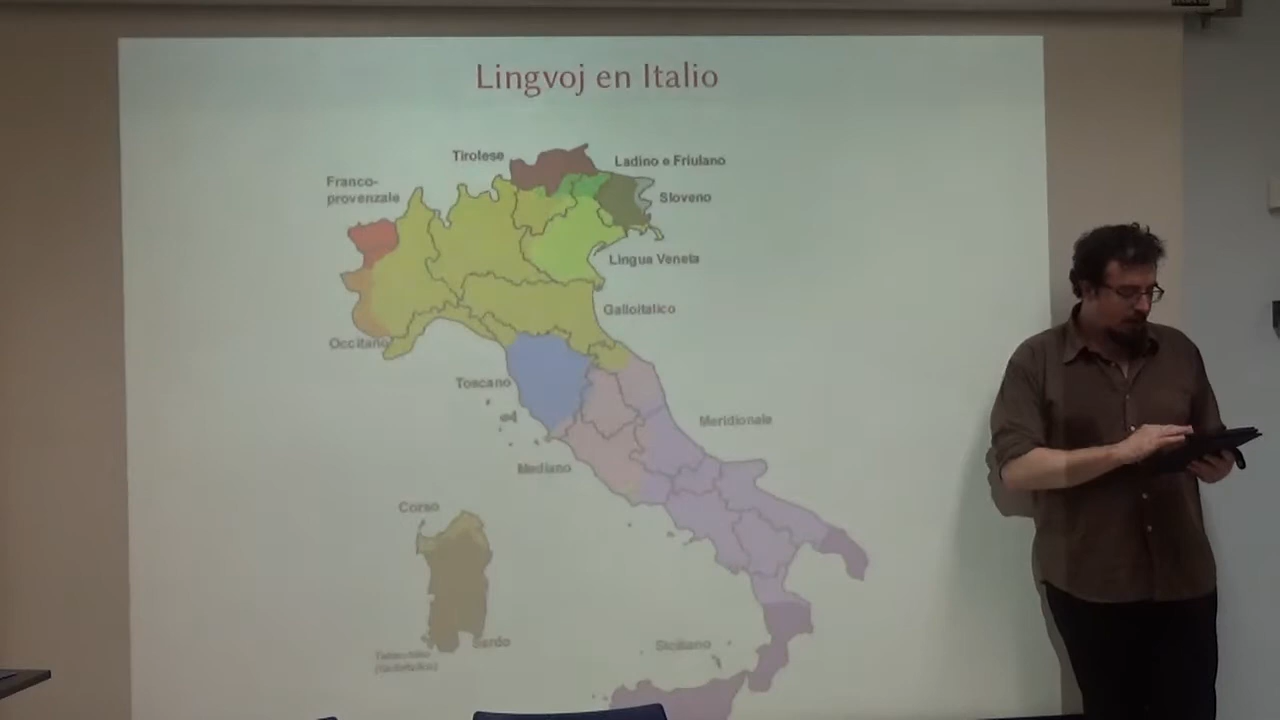 Lingvoj en Italio
Tirolese
Ladino e Friulano
Franco-
provenzale
Sloveno
Lingua Veneta
Galloitalico
Occitano
Toscano
Meridionale
Mediano
Corso
Sardo
Siciliano